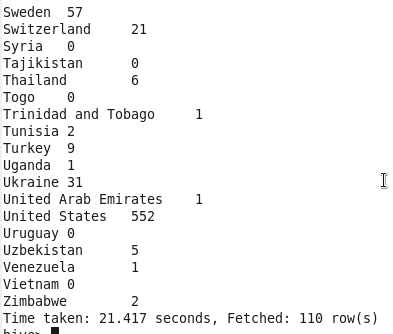 Sweden 57
Switzerland 21
Syria 0
Tajikistan 0
Thailand 6
Togo 0
Trinidad and Tobago 1
Tunisia 2
Turkey 9
Uganda 1
Ukraine 31
United Arab Emirates 1
United States 552
Uruguay 0
Uzbekistan 5
Venezuela 1
Vietnam 0
Zimbabwe 2
Time taken: 21.417 seconds, Fetched: 110 row(s)
hive>